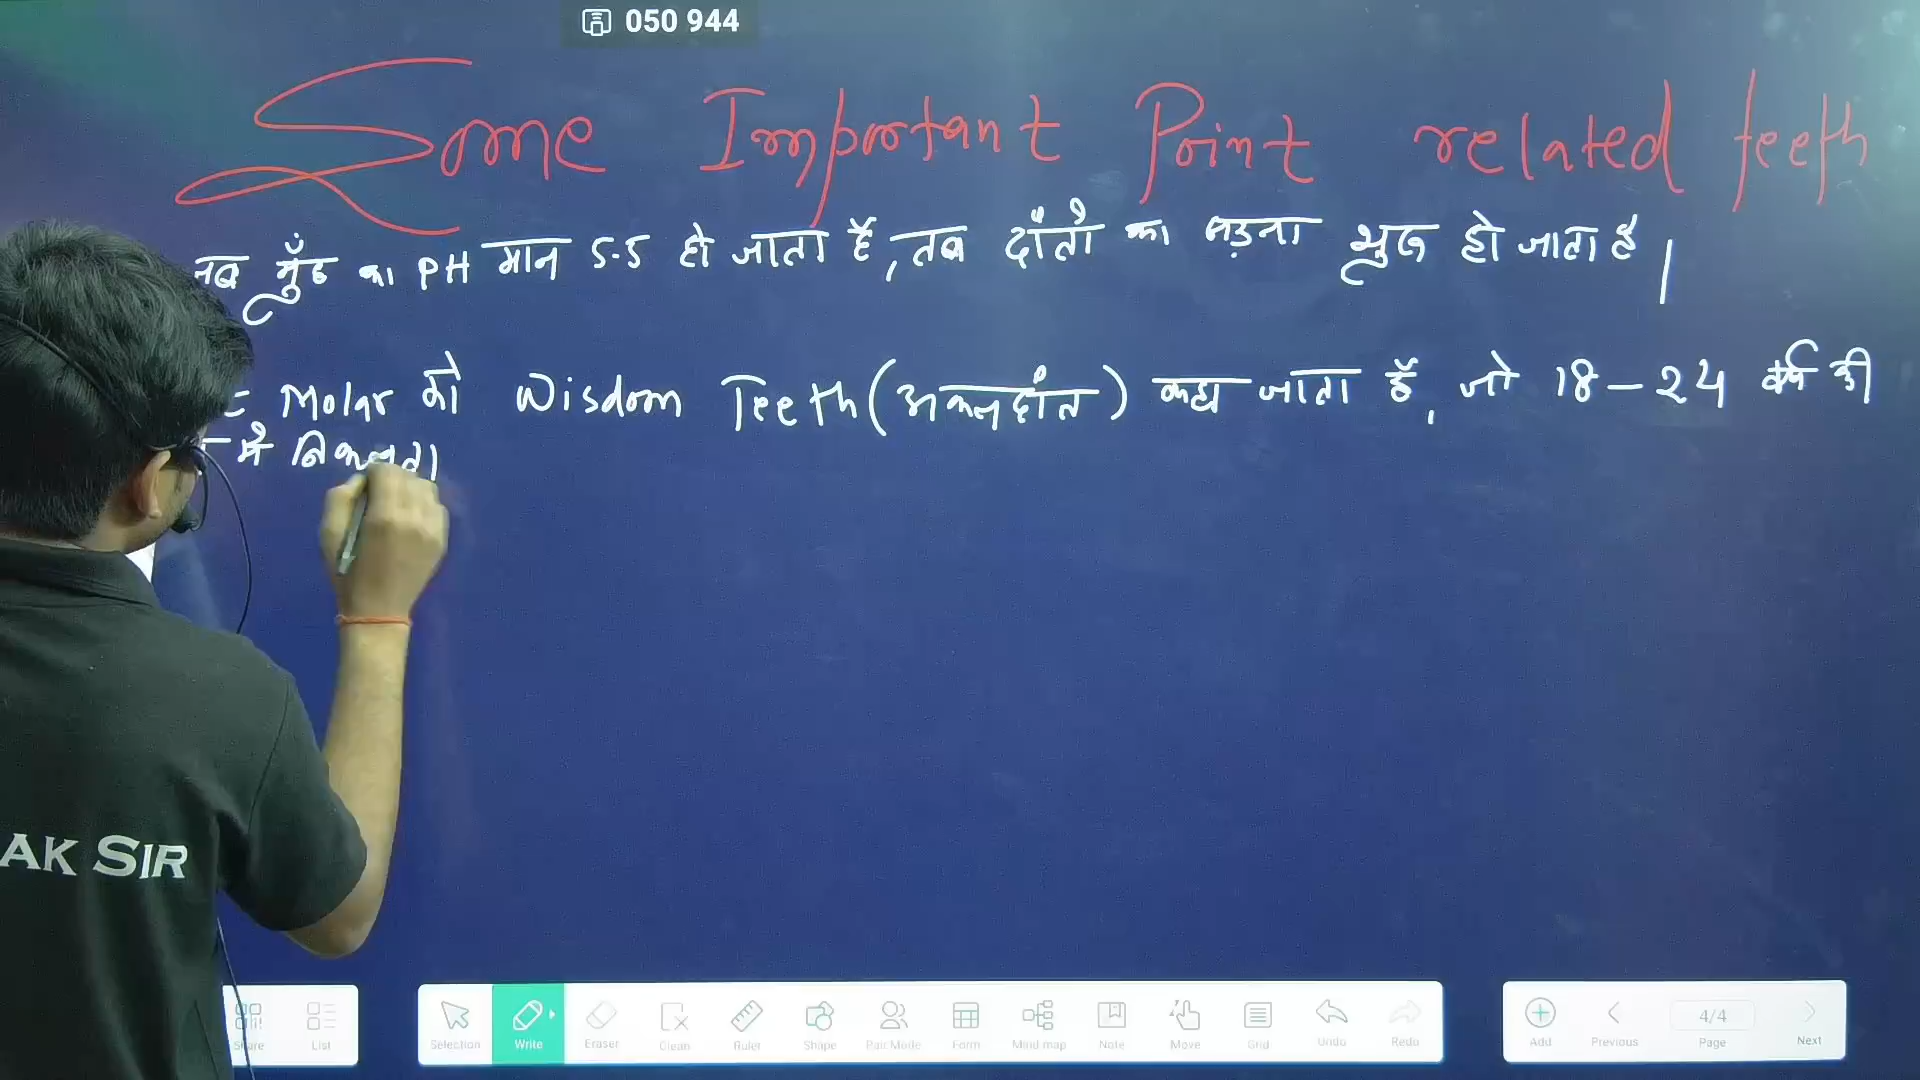 050 944
Some Important Point related teeth
जब मुँह का PH मान 5.5 हो जाता है, तब दाँतों का सड़ना शुरू हो जाता है |
Molar को Wisdom Teeth (अकलदांत) कहा जाता है, जो 18-24 वर्ष की
में निकलता
AK SIR
Share List Selection Write Eraser Clean Ruler Shape Pair Mode Form Mind map Note Move Grid Undo Redo Add Previous 4/4 Page Next